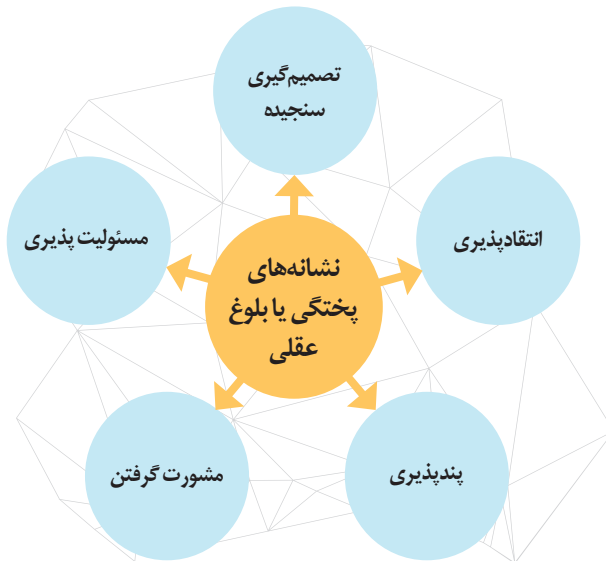 تصمیم‌گیری
سنجیده
انتقادپذیری
مسئولیت پذیری
نشانه‌های
پختگی یا بلوغ
عقلی
پندپذیری
مشورت گرفتن